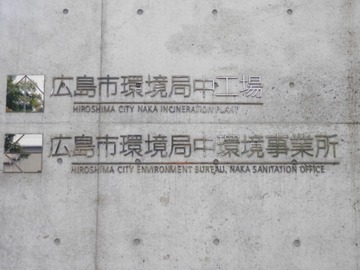 広島市環境局中工場
HIROSHIMA CITY NAKA INCINERATION PLANT
広島市環境局中環境事業所
HIROSHIMA CITY ENVIRONMENT BUREAU, NAKA SANITATION OFFICE